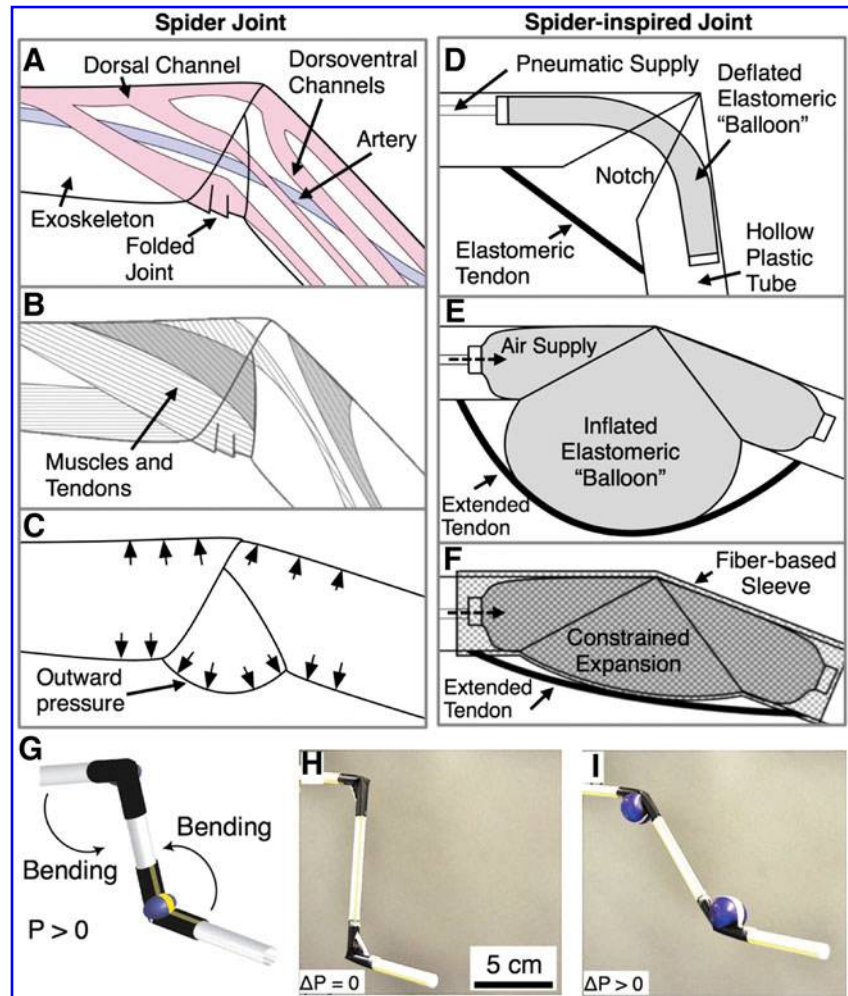 Spider Joint
Spider-inspired Joint
A
Dorsal Channel
Dorsoventral
Channels
Artery
Exoskeleton
Folded
Joint
B
Muscles and
Tendons
C
Outward
pressure
D
Pneumatic Supply
Deflated
Elastomeric
“Balloon”
Notch
Elastomeric
Tendon
Hollow
Plastic
Tube
E
Air Supply
Inflated
Elastomeric
“Balloon”
Extended
Tendon
F
Fiber-based
Sleeve
Constrained
Expansion
Extended
Tendon
G
Bending
Bending
P > 0
H
5 cm
ΔP = 0
I
ΔP > 0